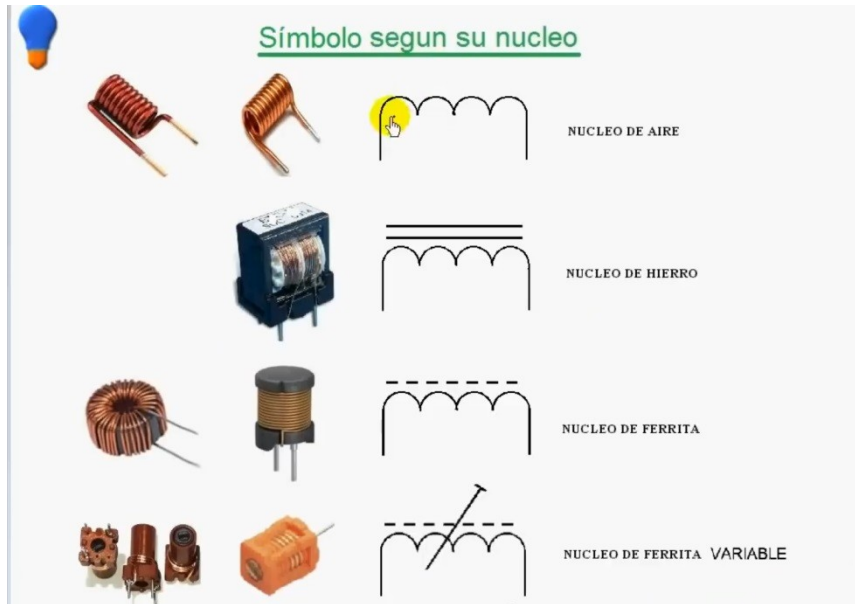 Símbolo segun su nucleo
NUCLEO DE AIRE
NUCLEO DE HIERRO
NUCLEO DE FERRITA
NUCLEO DE FERRITA VARIABLE